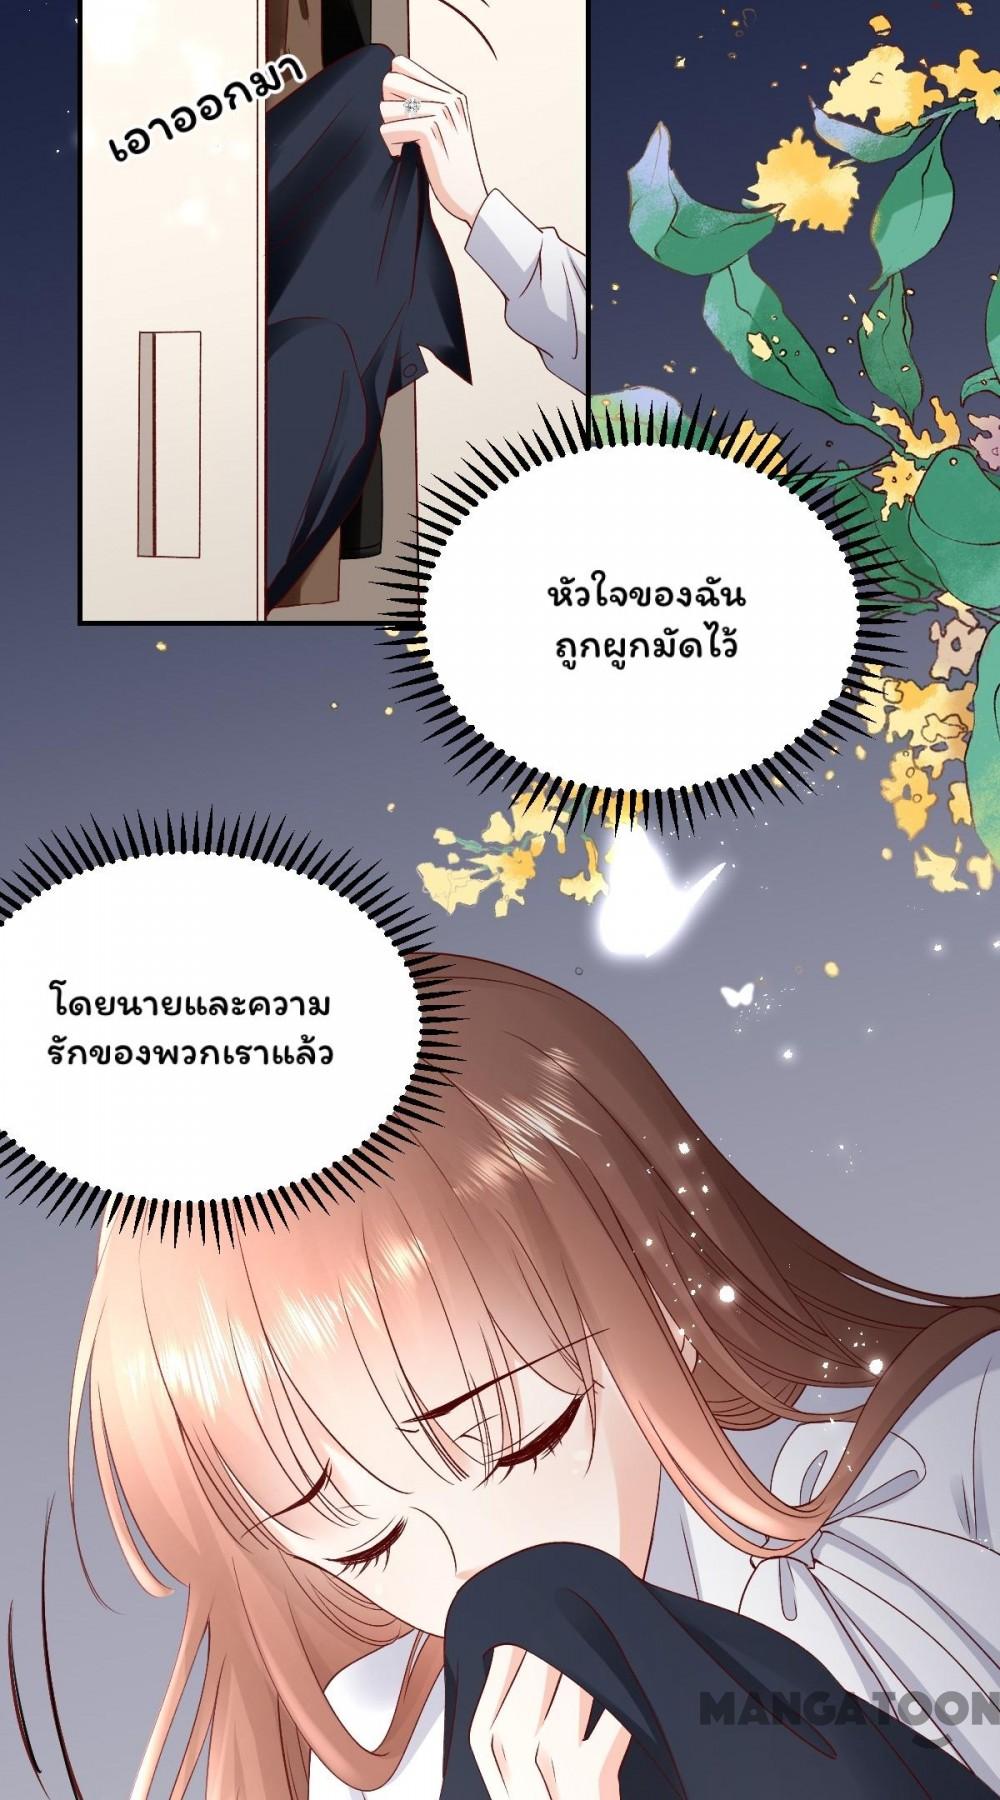 เอาออกมา
หัวใจของฉัน
ถูกผูกมัดไว้
โดยนายและความ
รักของพวกเราแล้ว
MANGATOON